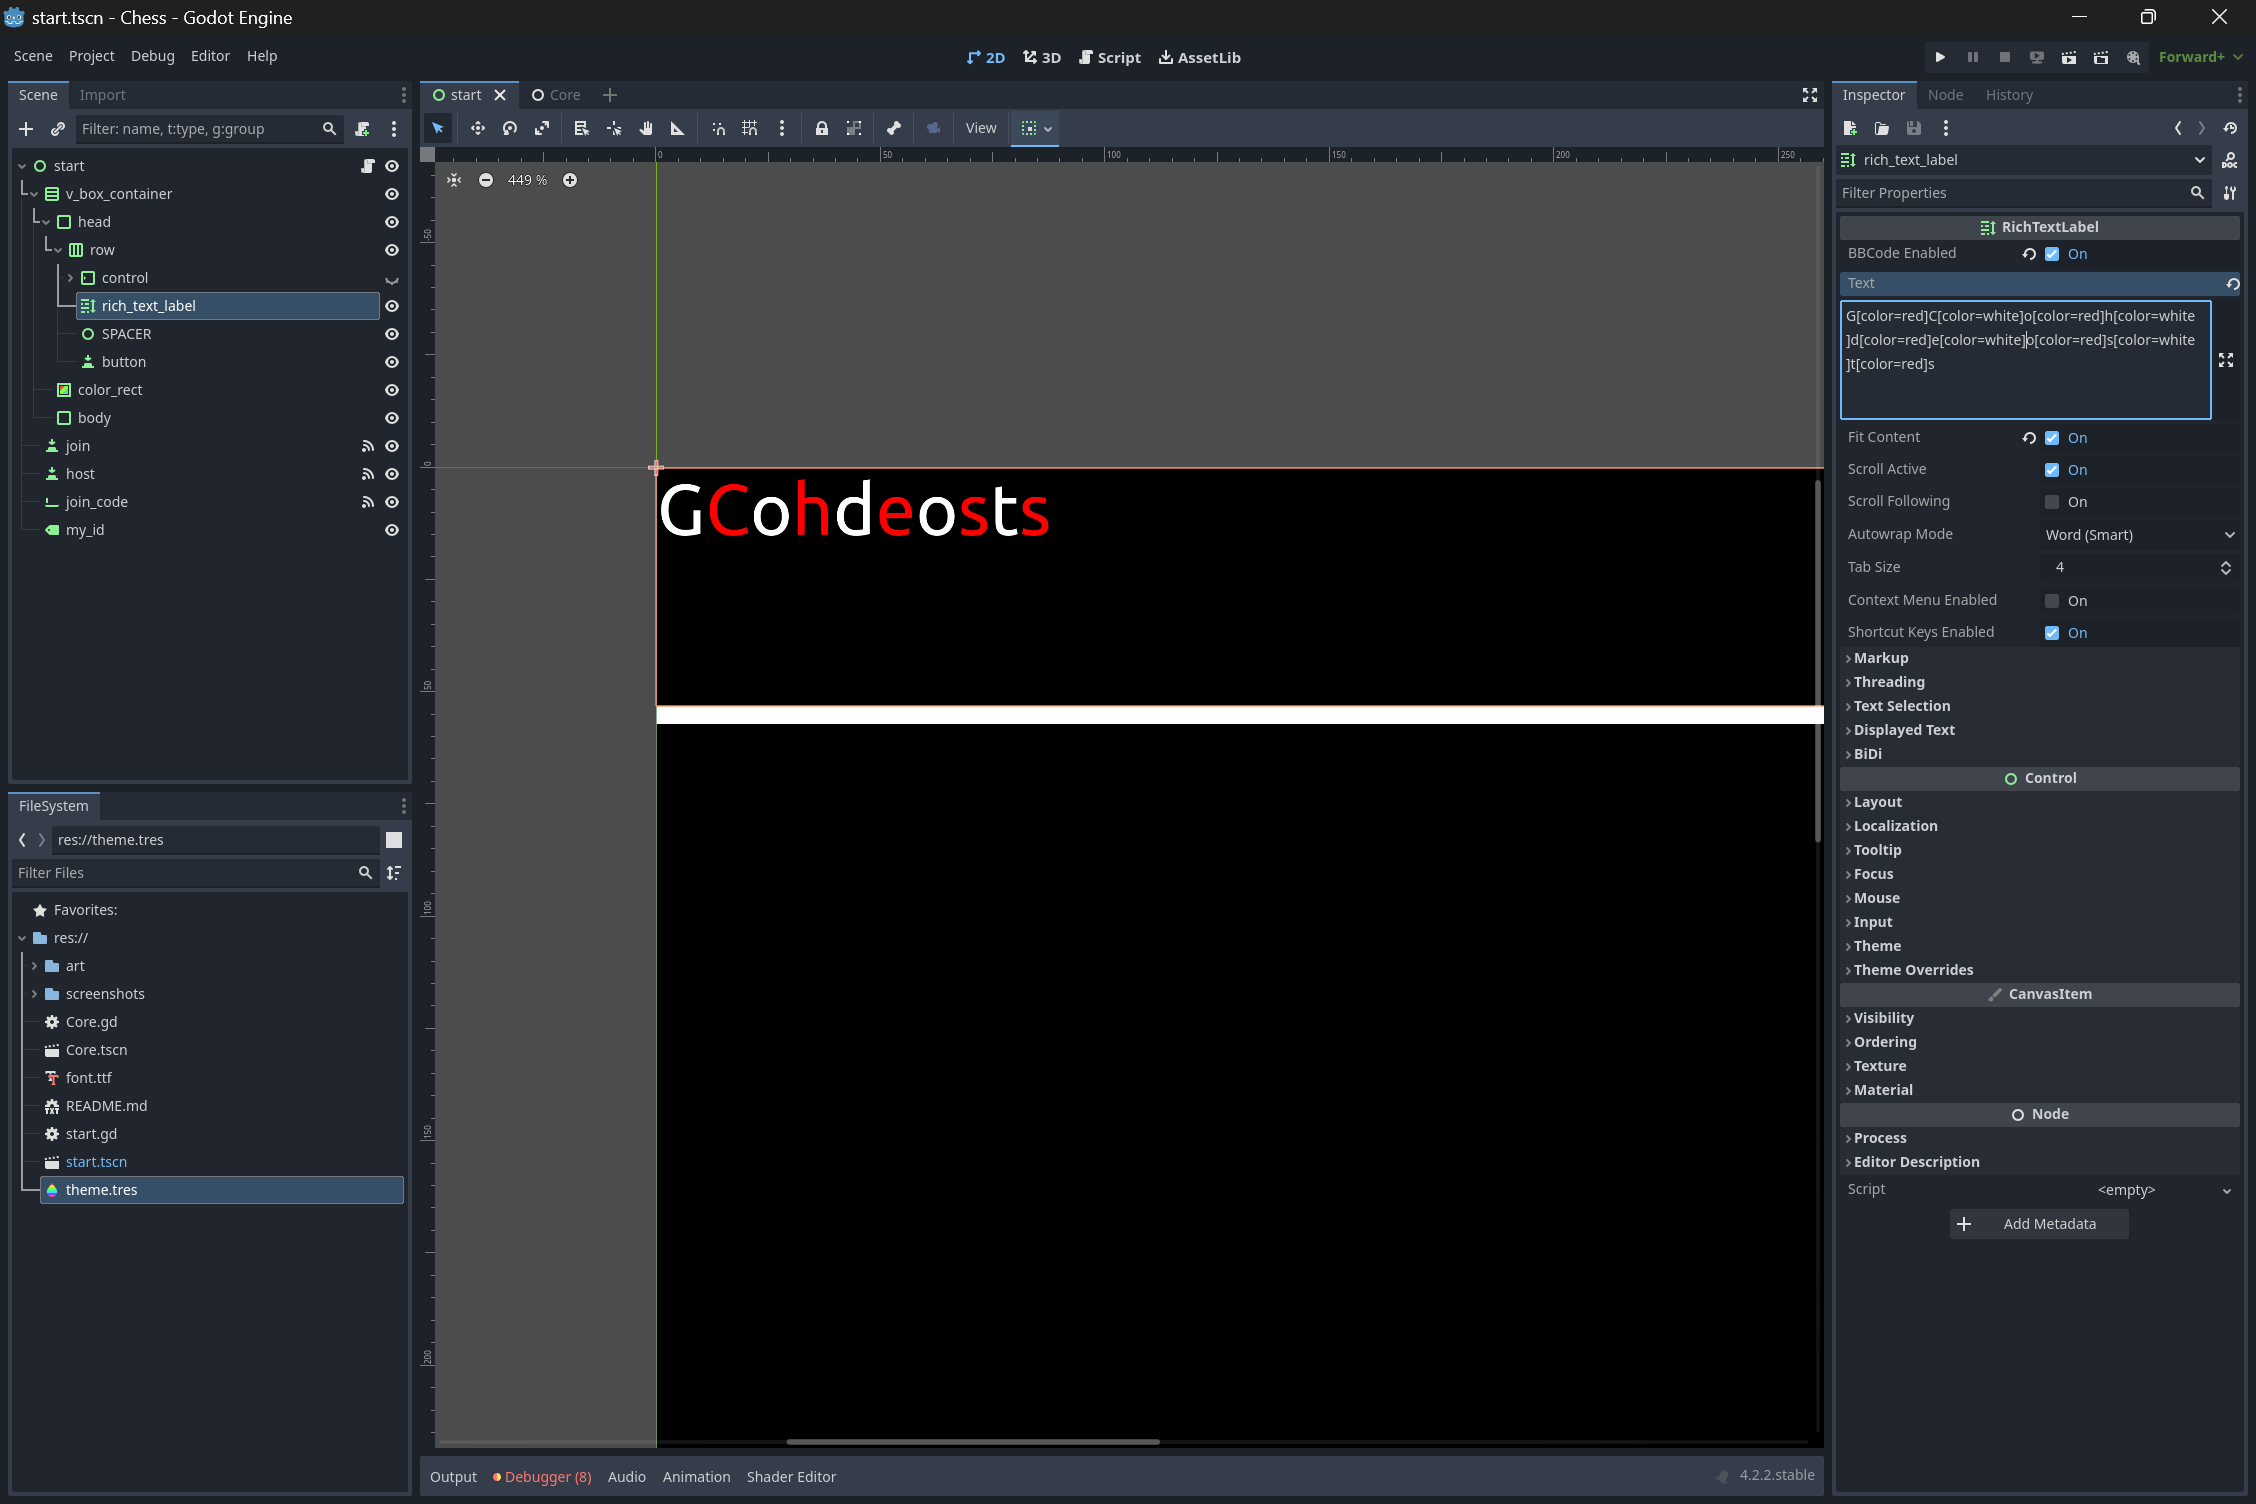 start.tscn - Chess - Godot Engine
Scene Project Debug Editor Help
2D 3D Script AssetLib
Forward+
Scene Import
Filter: name, t:type, g:group
start
v_box_container
head
row
control
rich_text_label
SPACER
button
color_rect
body
join
host
join_code
my_id
FileSystem
res://theme.tres
Filter Files
Favorites:
res://
art
screenshots
Core.gd
Core.tscn
font.ttf
README.md
start.gd
start.tscn
theme.tres
start Core
View
0 50 100 150 200 250
449 %
50
0
50
100
150
200
GCohdeosts
Output Debugger (8) Audio Animation Shader Editor
4.2.2.stable
Inspector Node History
rich_text_label
Filter Properties
RichTextLabel
BBCode Enabled On
Text
G[color=red]C[color=white]o[color=red]h[color=white
]d[color=red]e[color=white]o[color=red]s[color=white
]t[color=red]s
Fit Content On
Scroll Active On
Scroll Following On
Autowrap Mode Word (Smart)
Tab Size 4
Context Menu Enabled On
Shortcut Keys Enabled On
Markup
Threading
Text Selection
Displayed Text
BiDi
Control
Layout
Localization
Tooltip
Focus
Mouse
Input
Theme
Theme Overrides
CanvasItem
Visibility
Ordering
Texture
Material
Node
Process
Editor Description
Script <empty>
Add Metadata